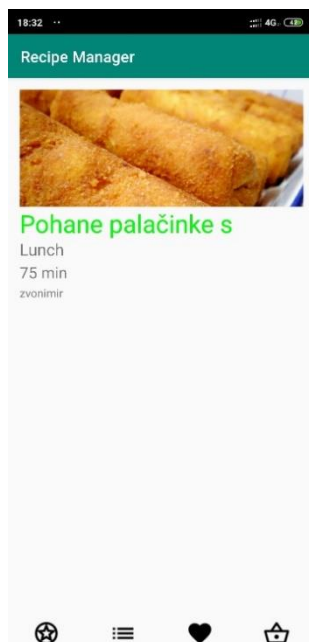 18:32
4G
Recipe Manager
Pohane palačinke s
Lunch
75 min
zvonimir